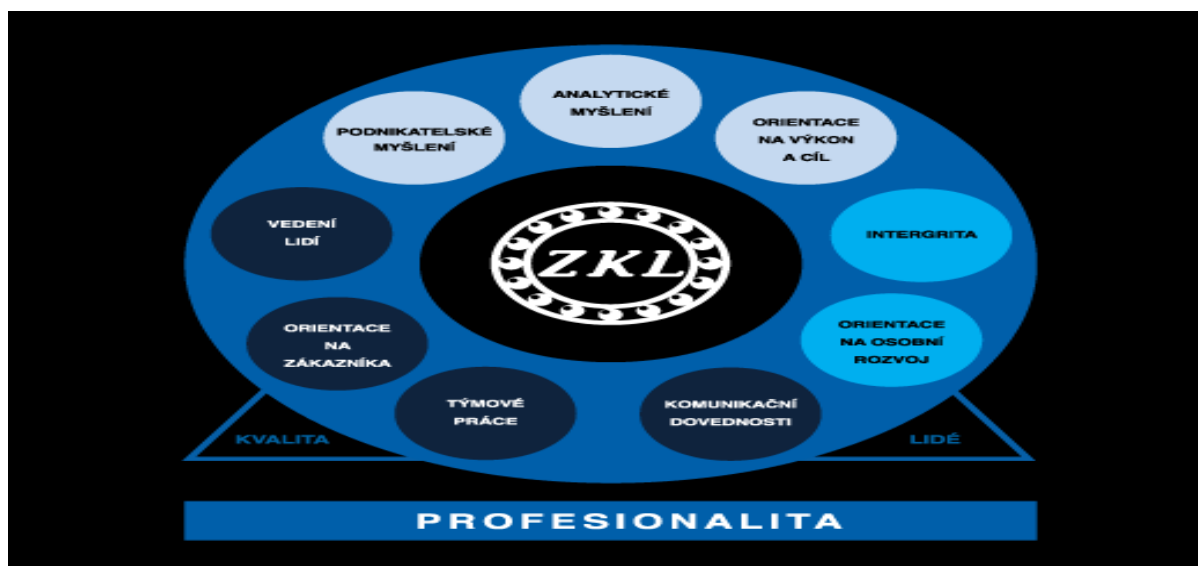 ANALYTICKÉ
MYŠLENÍ
PODNIKATELSKÉ
MYŠLENÍ
ORIENTACE
NA VÝKON
A CÍL
VEDENÍ
LIDÍ
ZKL
INTERGRITA
ORIENTACE
NA
ZÁKAZNÍKA
ORIENTACE
NA OSOBNÍ
ROZVOJ
TÝMOVÉ
PRÁCE
KOMUNIKAČNÍ
DOVEDNOSTI
KVALITA
LIDÉ
PROFESIONALITA